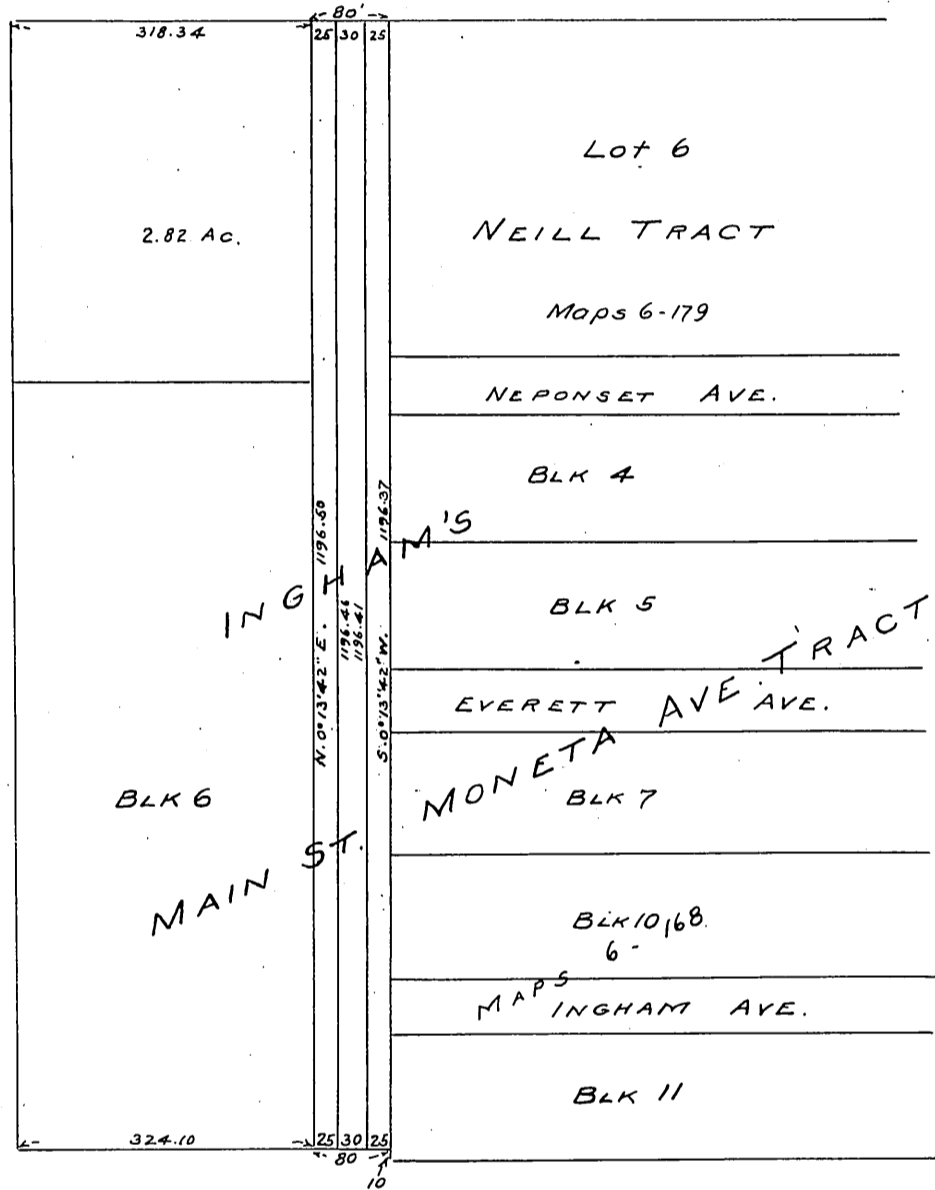 80'
318.34
25 30 25
Lot 6
2.82 Ac.
NEILL TRACT
Maps 6-179
NEPONSET AVE.
BLK 4
N. 0°13'42" E. 1196.50
1196.46
1196.41
S. 0°13'42" W. 1196.37
INGHAM'S
BLK 5
EVERETT AVE.
MONETA AVE. TRACT
BLK 6
BLK 7
MAIN ST.
BLK 10
MAPS 6-168.
INGHAM AVE.
BLK 11
324.10
25 30 25
80
10